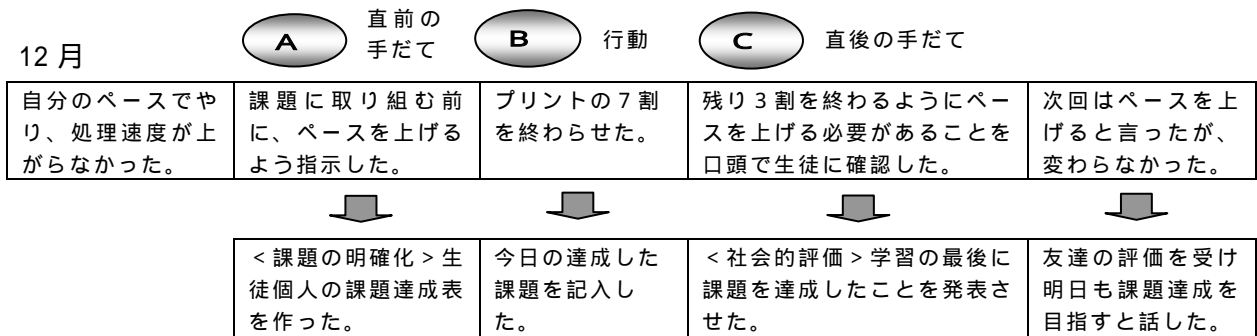 12月
A
直前の
手だて
B
行動
C
直後の手だて
自分のペースでや
り、処理速度が上
がらなかった。
課題に取り組む前
に、ペースを上げる
よう指示した。
プリントの7割
を終わらせた。
残り3割を終わるようにペー
スを上げる必要があることを
口頭で生徒に確認した。
次回はペースを上
げると言ったが、
変わらなかった。
<課題の明確化>生
徒個人の課題達成表
を作った。
今日の達成した
課題を記入し
た。
<社会的評価>学習の最後に
課題を達成したことを発表さ
せた。
友達の評価を受け
明日も課題達成を
目指すと話した。